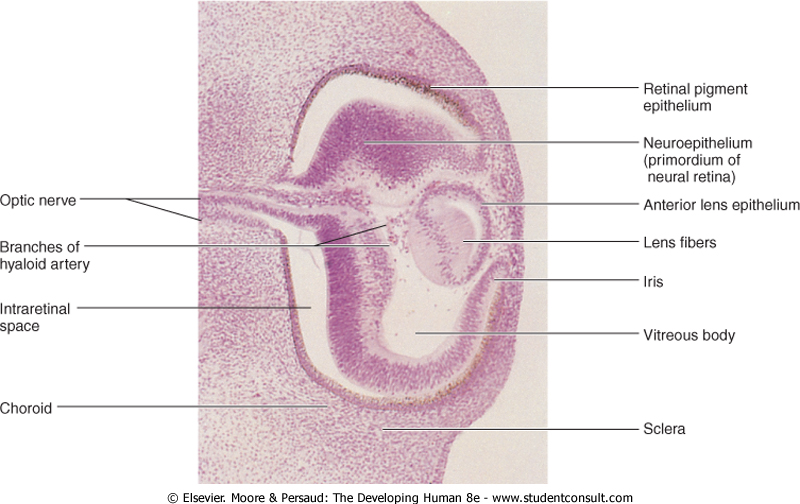 Retinal pigment
epithelium
Neuroepithelium
(primordium of
neural retina)
Anterior lens epithelium
Lens fibers
Iris
Vitreous body
Sclera
Optic nerve
Branches of
hyaloid artery
Intraretinal
space
Choroid
© Elsevier. Moore & Persaud: The Developing Human 8e - www.studentconsult.com